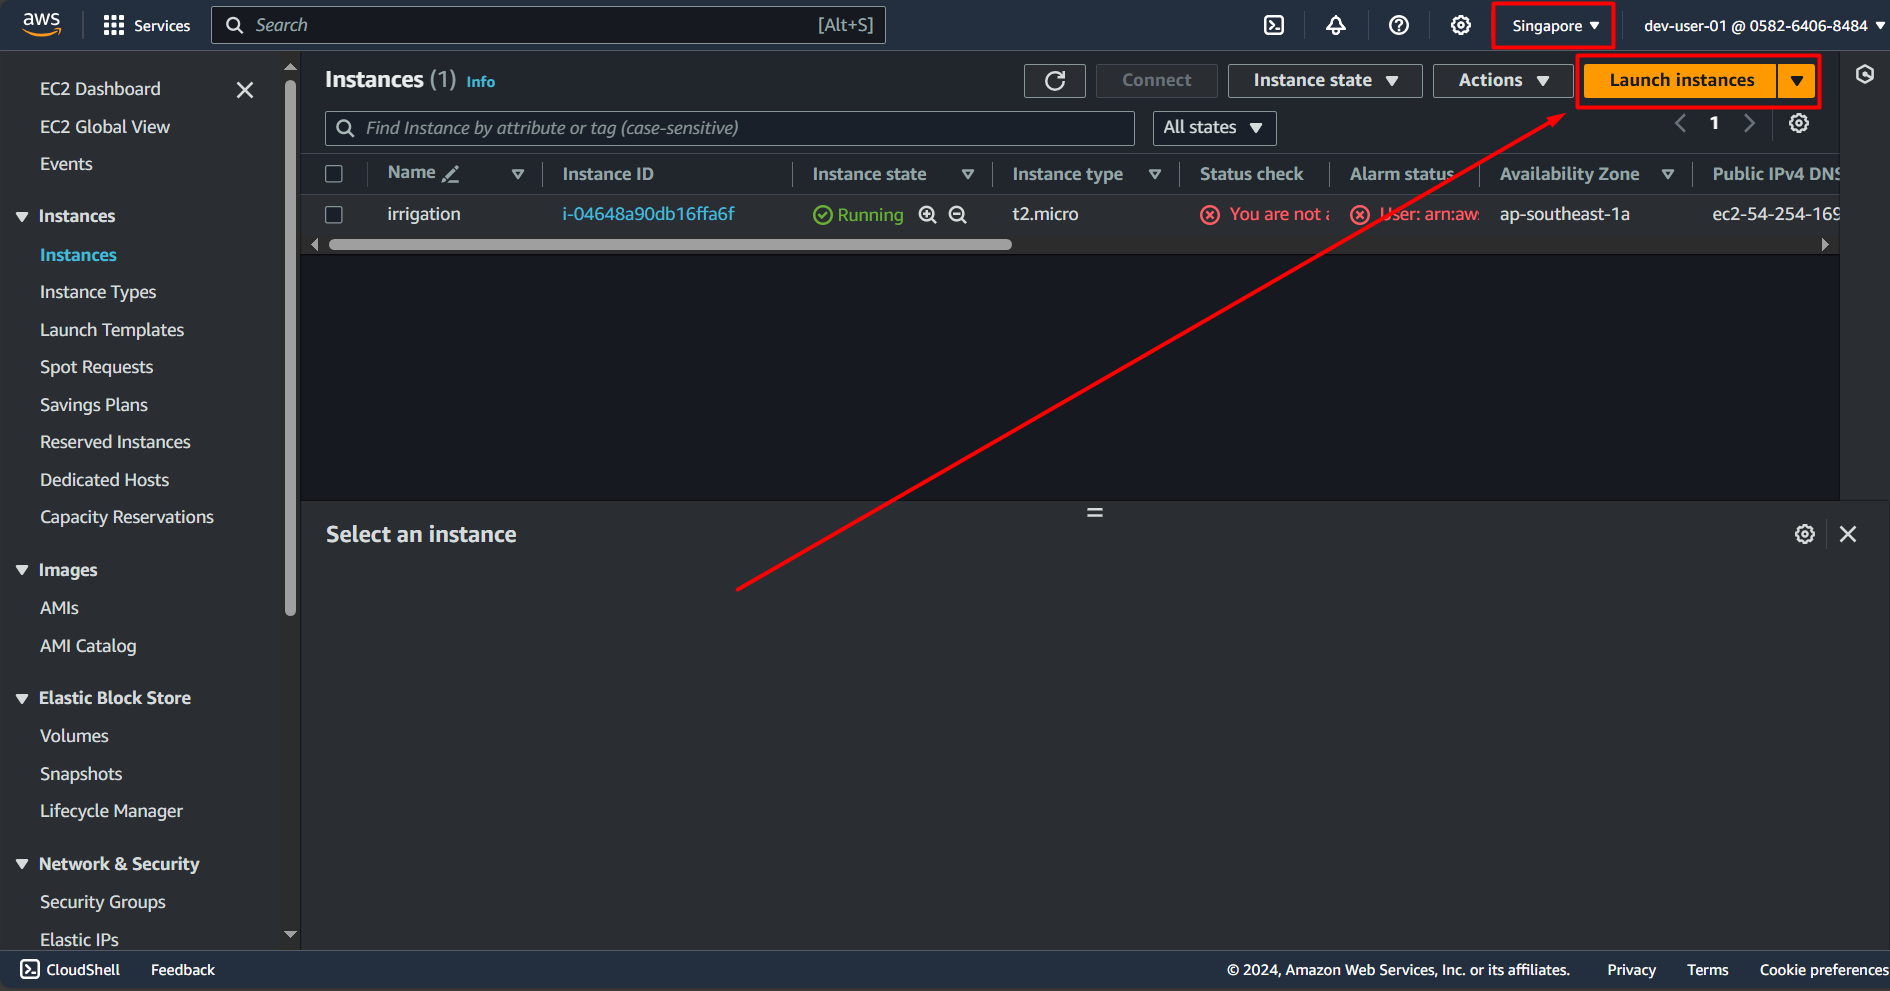 aws
Services
Search [Alt+S]
Singapore
dev-user-01 @ 0582-6406-8484
EC2 Dashboard
EC2 Global View
Events
Instances
Instances
Instance Types
Launch Templates
Spot Requests
Savings Plans
Reserved Instances
Dedicated Hosts
Capacity Reservations
Images
AMIs
AMI Catalog
Elastic Block Store
Volumes
Snapshots
Lifecycle Manager
Network & Security
Security Groups
Elastic IPs
Instances (1) Info
Connect
Instance state
Actions
Launch instances
Find Instance by attribute or tag (case-sensitive)
All states
1
Name Instance ID Instance state Instance type Status check Alarm status Availability Zone Public IPv4 DNS
irrigation i-04648a90db16ffa6f Running t2.micro You are not a User: arn:aws: ap-southeast-1a ec2-54-254-169
Select an instance
CloudShell Feedback © 2024, Amazon Web Services, Inc. or its affiliates. Privacy Terms Cookie preferences